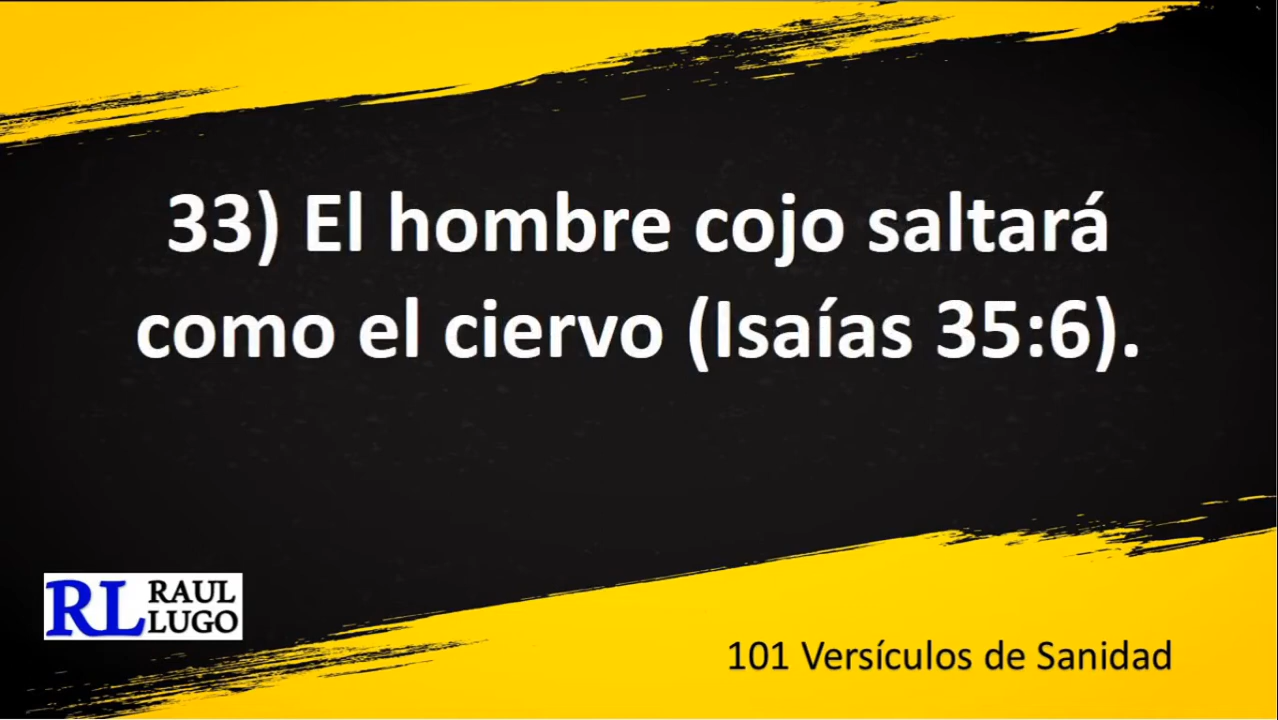 33) El hombre cojo saltará
como el ciervo (Isaías 35:6).
RL RAUL
LUGO
101 Versículos de Sanidad